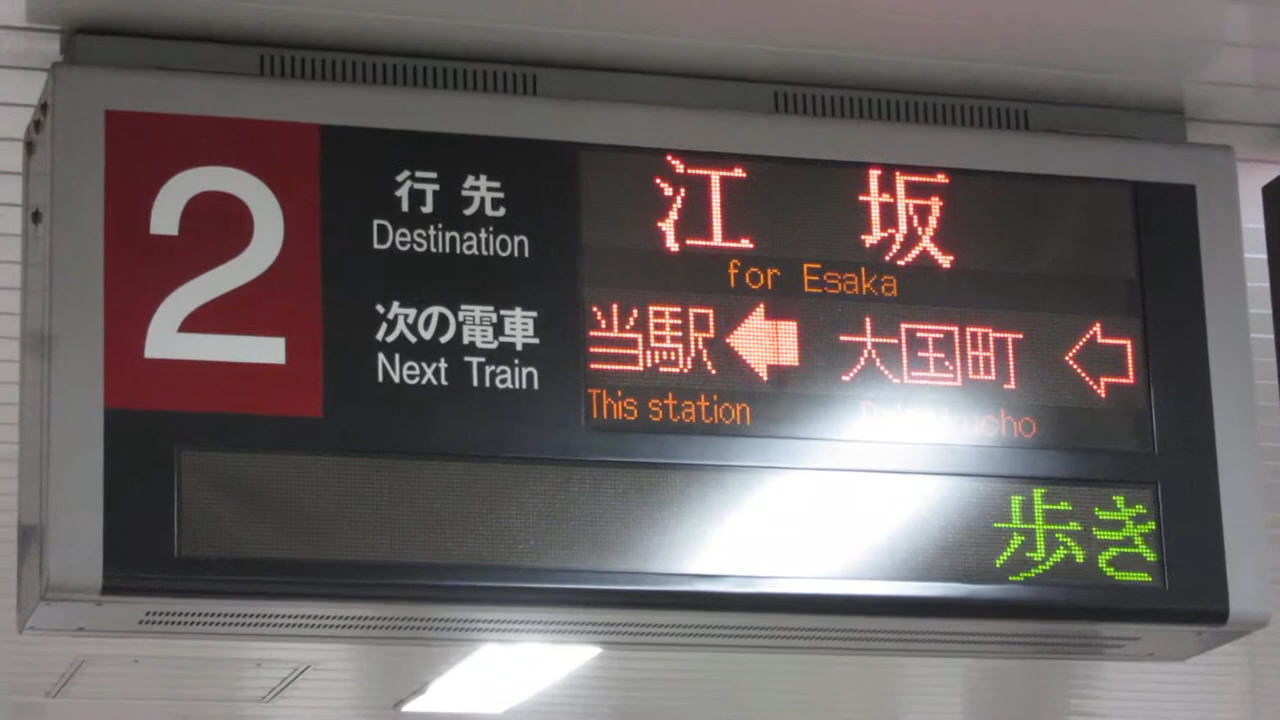 2
行先
Destination
江坂
for Esaka
次の電車
Next Train
当駅 大国町
This station
歩き